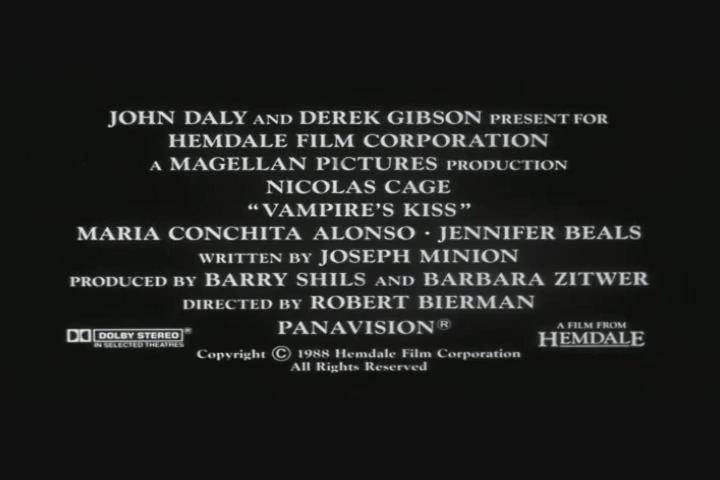 JOHN DALY AND DEREK GIBSON PRESENT FOR
HEMDALE FILM CORPORATION
A MAGELLAN PICTURES PRODUCTION
NICOLAS CAGE
“VAMPIRE’S KISS”
MARIA CONCHITA ALONSO · JENNIFER BEALS
WRITTEN BY JOSEPH MINION
PRODUCED BY BARRY SHILS AND BARBARA ZITWER
DIRECTED BY ROBERT BIERMAN
PANAVISION®
DOLBY STEREO®
IN SELECTED THEATRES
A FILM FROM
HEMDALE
Copyright © 1988 Hemdale Film Corporation
All Rights Reserved